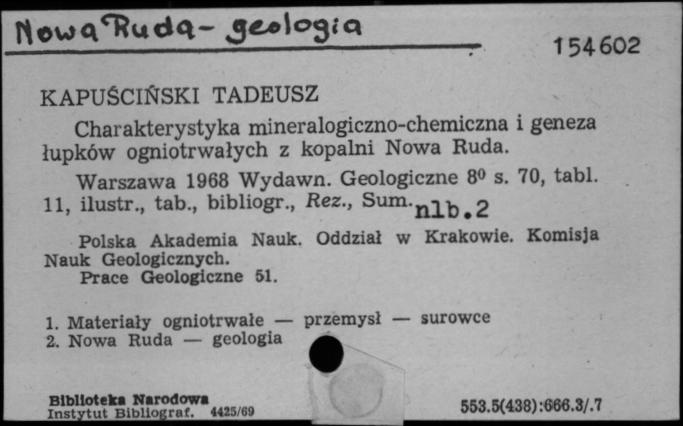 Nowa Ruda - geologia
154602
KAPUŚCIŃSKI TADEUSZ
Charakterystyka mineralogiczno-chemiczna i geneza
łupków ogniotrwałych z kopalni Nowa Ruda.
Warszawa 1968 Wydawn. Geologiczne 8⁰ s. 70, tabl.
11, ilustr., tab., bibliogr., Rez., Sum. nlb.2
Polska Akademia Nauk. Oddział w Krakowie. Komisja
Nauk Geologicznych.
Prace Geologiczne 51.
1. Materiały ogniotrwałe — przemysł — surowce
2. Nowa Ruda — geologia
Biblioteka Narodowa
Instytut Bibliograf. 4425/69
553.5(438):666.3/.7